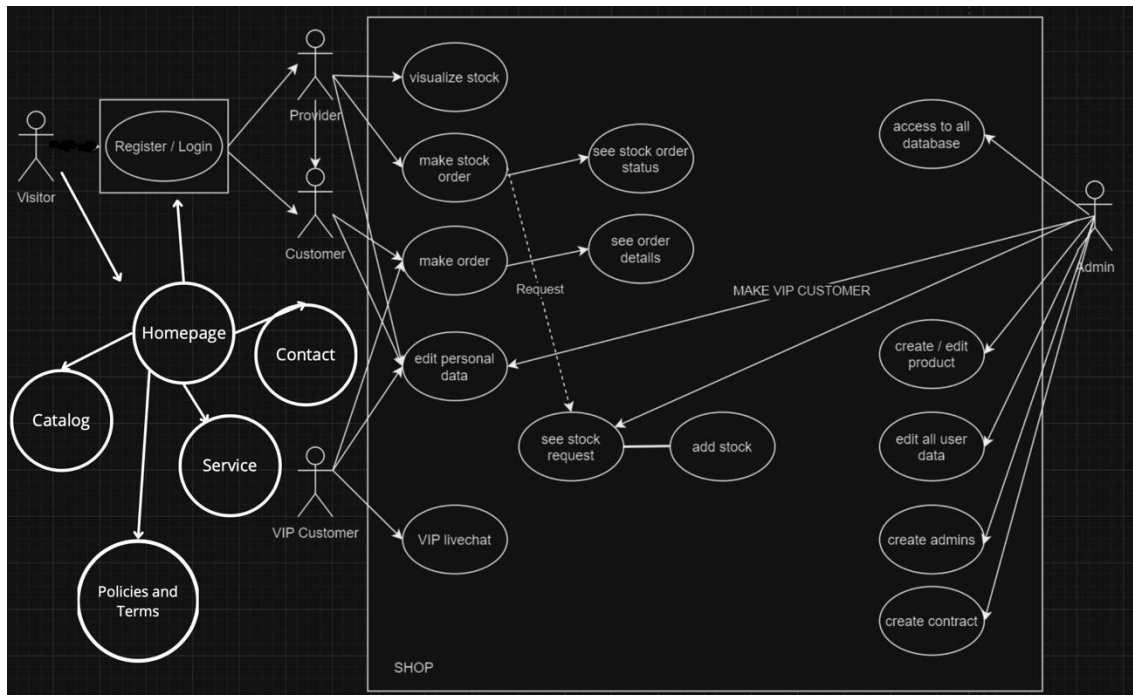 visualize stock
Provider
Register / Login
access to all
database
make stock
order
see stock order
status
Visitor
Customer
make order
see order
details
Admin
Request
MAKE VIP CUSTOMER
Homepage
Contact
edit personal
data
create / edit
product
Catalog
Service
see stock
request
add stock
edit all user
data
VIP Customer
VIP livechat
create admins
Policies and
Terms
create contract
SHOP